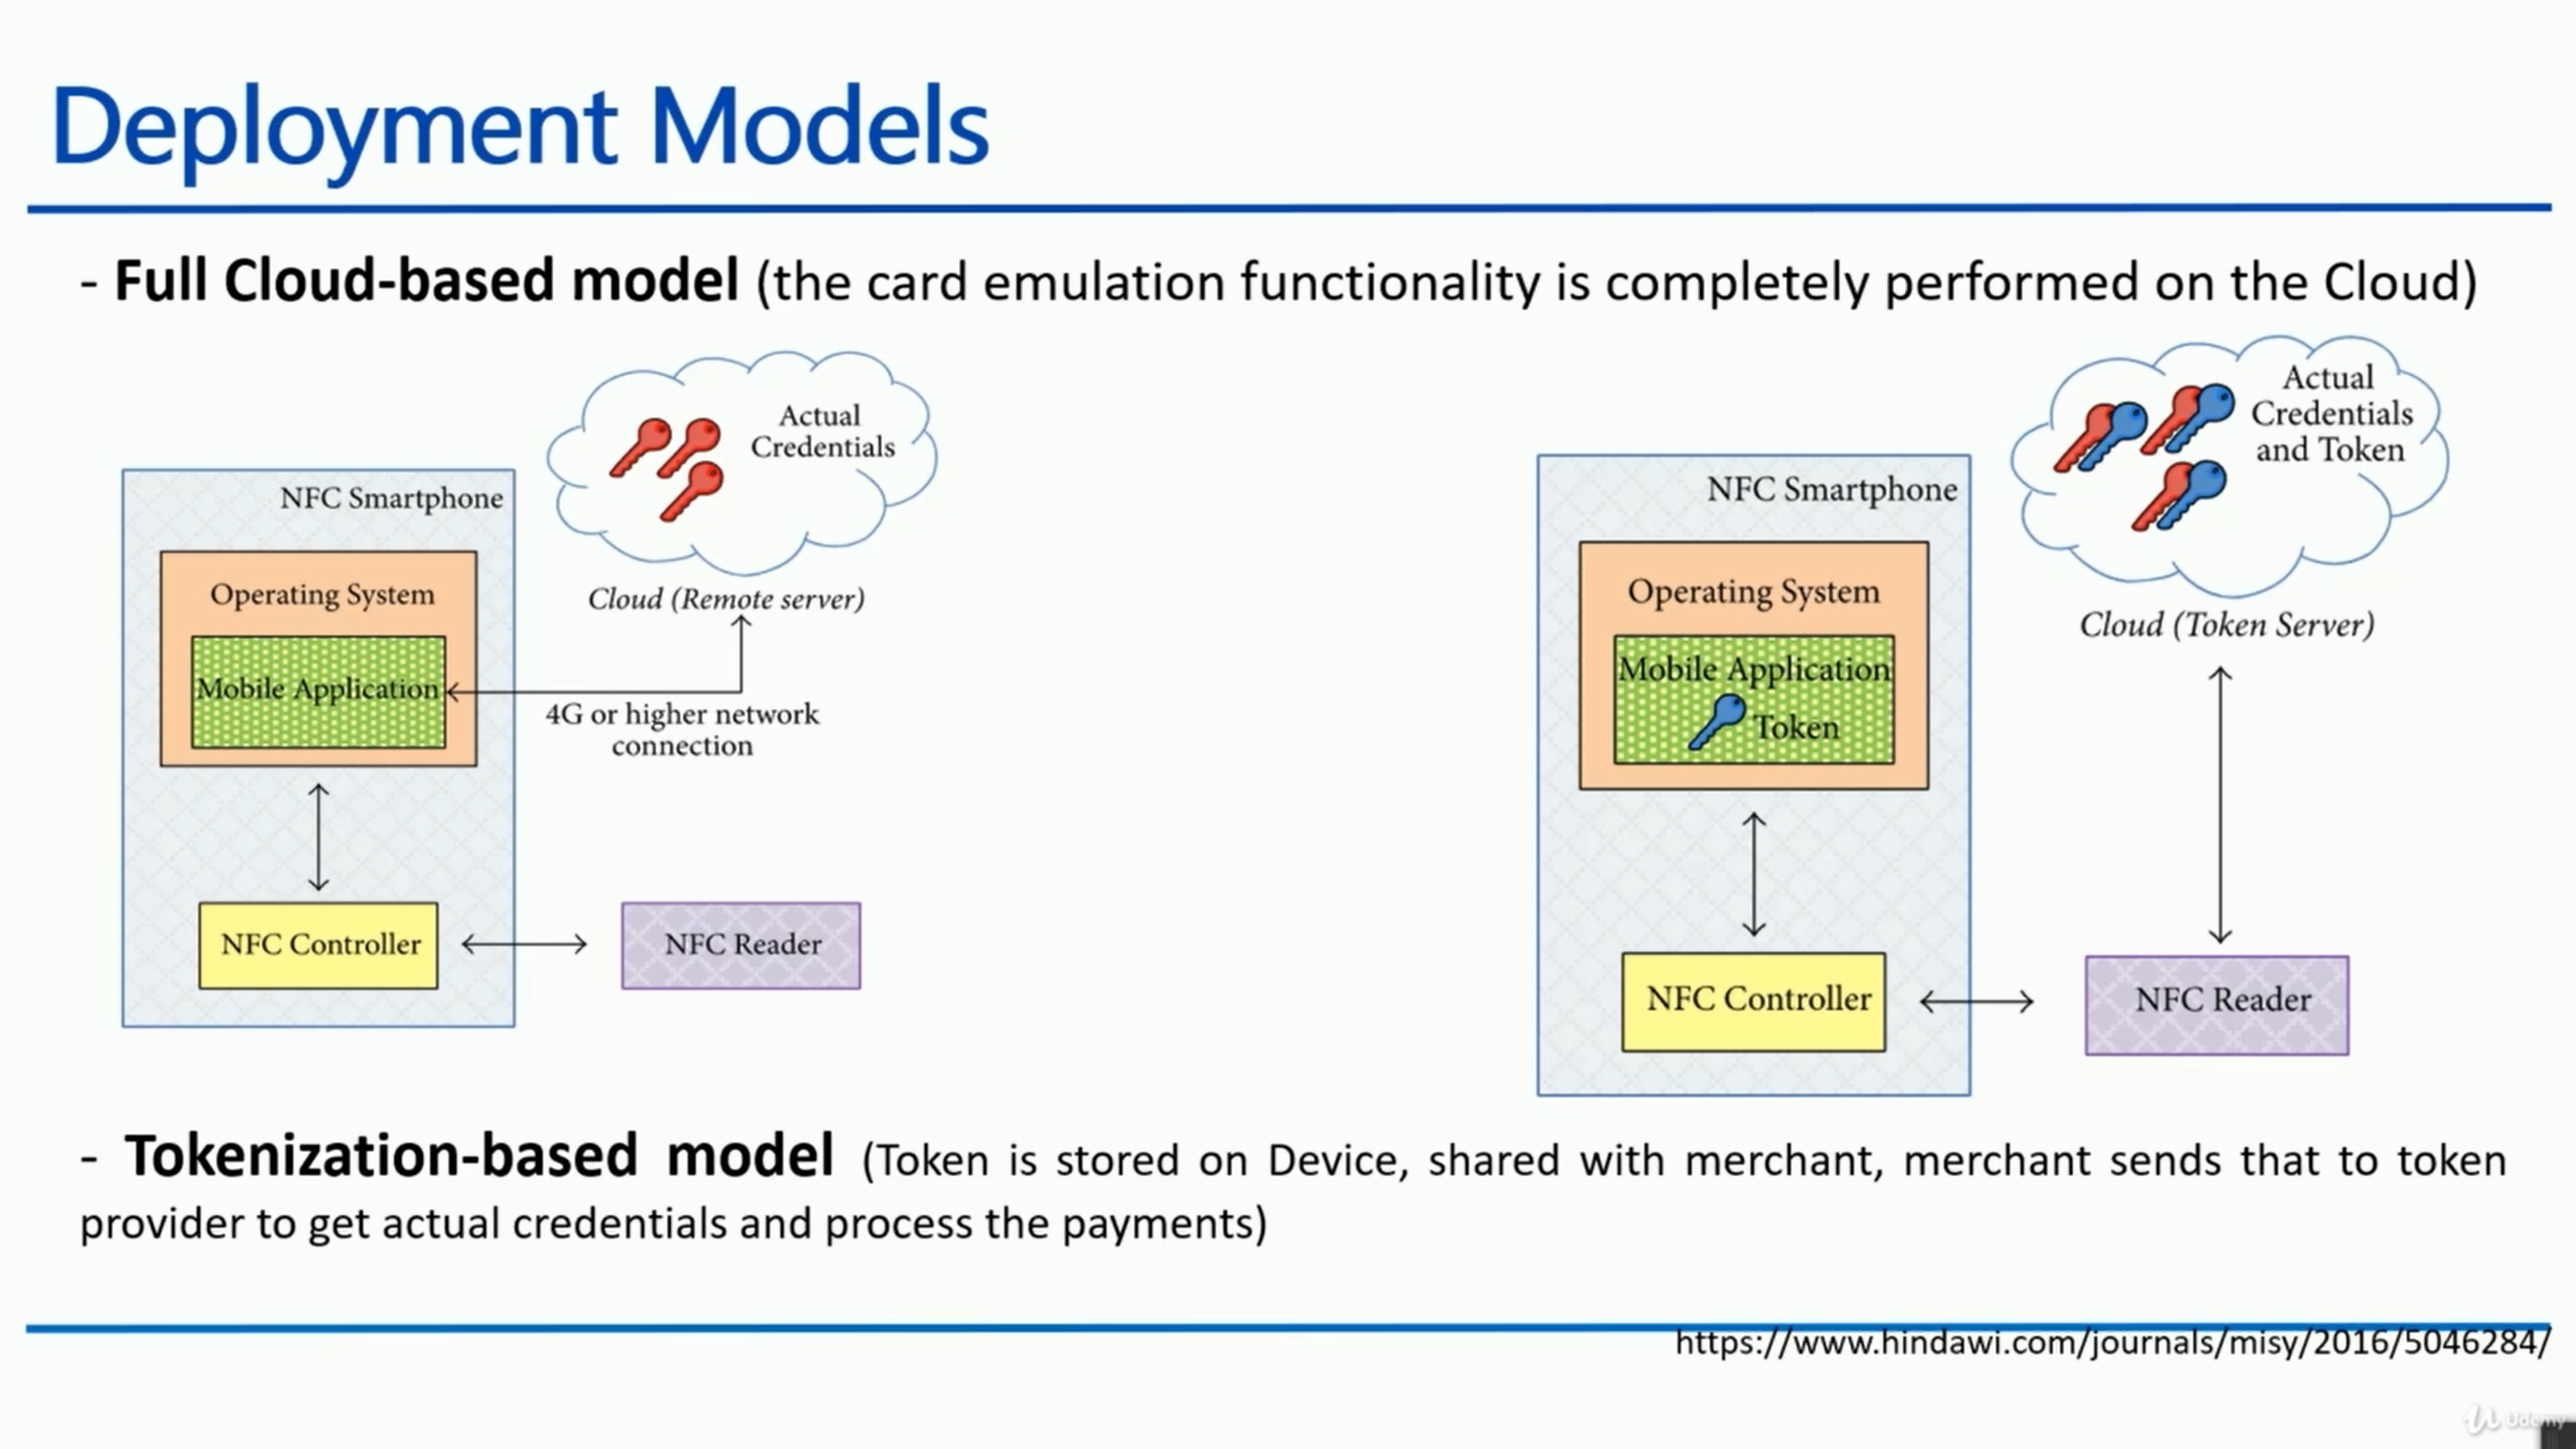 Deployment Models
- Full Cloud-based model (the card emulation functionality is completely performed on the Cloud)
Actual
Credentials
NFC Smartphone
Operating System
Cloud (Remote server)
Mobile Application
4G or higher network
connection
NFC Controller
NFC Reader
Actual
Credentials
and Token
NFC Smartphone
Operating System
Cloud (Token Server)
Mobile Application
Token
NFC Controller
NFC Reader
- Tokenization-based model (Token is stored on Device, shared with merchant, merchant sends that to token
provider to get actual credentials and process the payments)
https://www.hindawi.com/journals/misy/2016/5046284/
Udemy